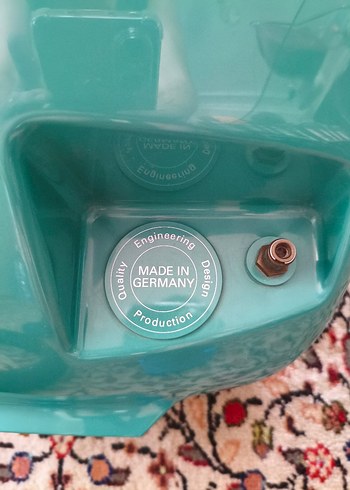 Engineering
Quality
MADE IN
GERMANY
Design
Production